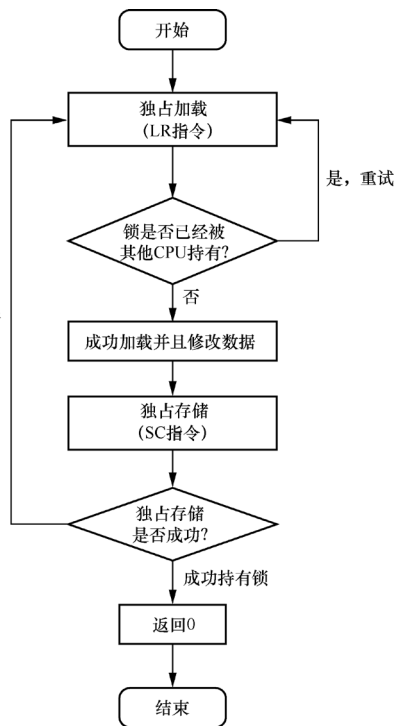 开始
独占加载
（LR指令）
是，重试
锁是否已经被
其他CPU持有？
否
成功加载并且修改数据
独占存储
（SC指令）
独占存储
是否成功？
成功持有锁
返回0
结束